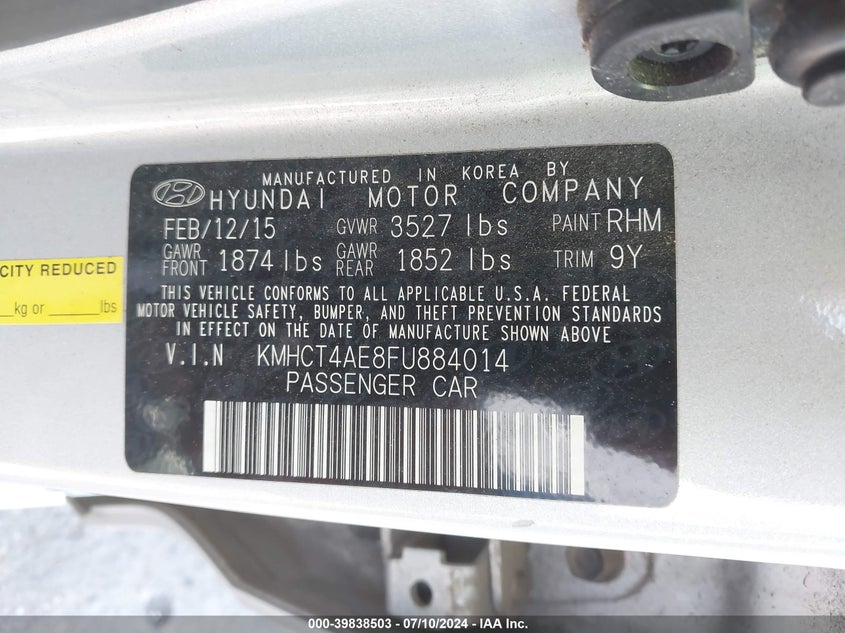 MANUFACTURED IN KOREA BY
HYUNDAI MOTOR COMPANY
FEB/12/15 GVWR 3527 lbs PAINT RHM
GAWR FRONT 1874 lbs GAWR REAR 1852 lbs TRIM 9Y
THIS VEHICLE CONFORMS TO ALL APPLICABLE U.S.A. FEDERAL
MOTOR VEHICLE SAFETY, BUMPER, AND THEFT PREVENTION STANDARDS
IN EFFECT ON THE DATE OF MANUFACTURE SHOWN ABOVE
V.I.N KMHCT4AE8FU884014
PASSENGER CAR
CITY REDUCED
kg or ______lbs
000-39838503 - 07/10/2024 - IAA Inc.